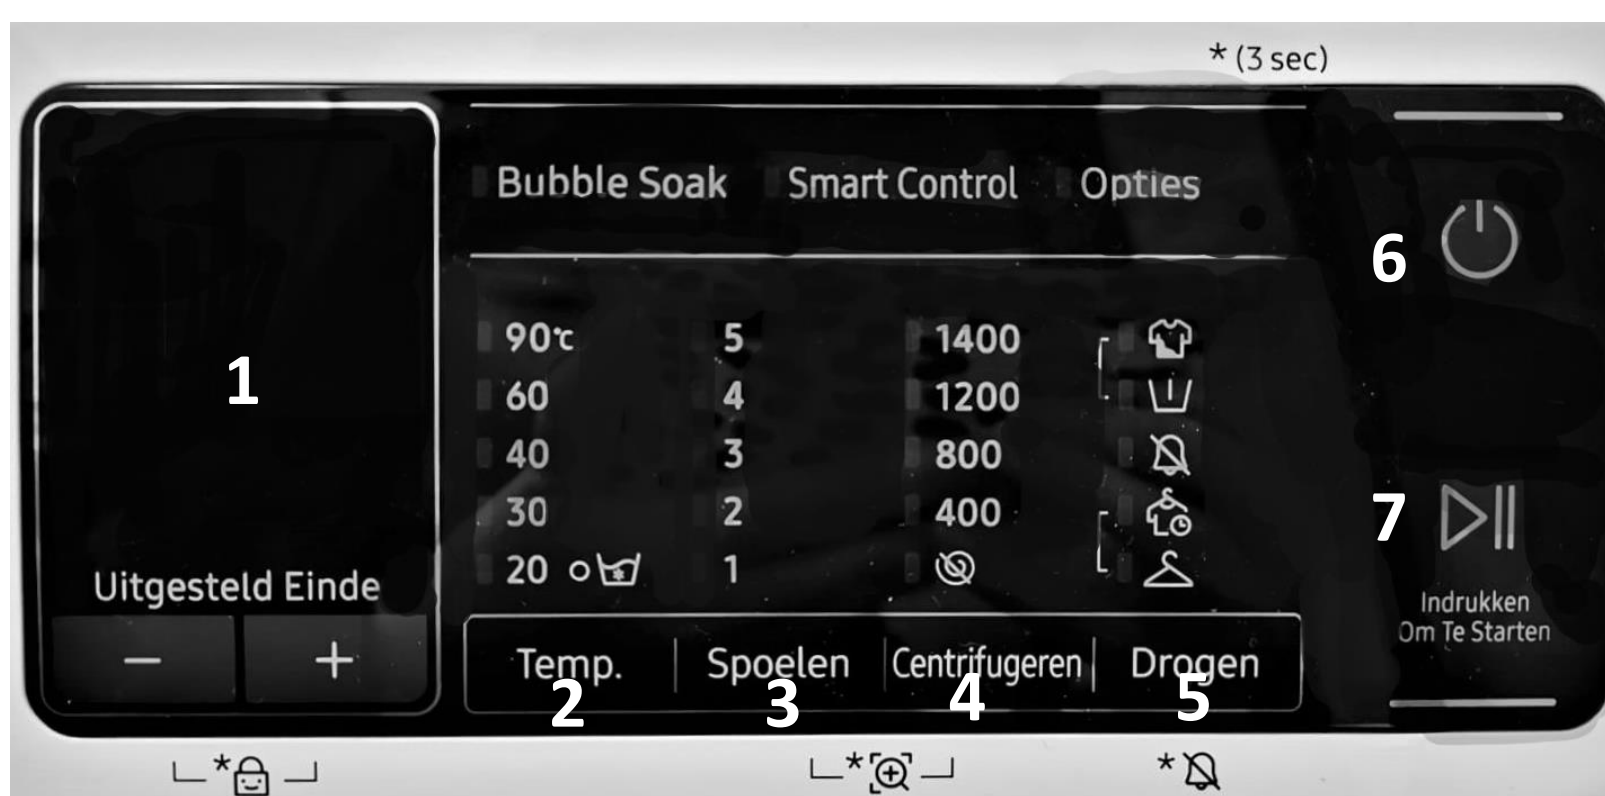 * (3 sec)
Bubble Soak Smart Control Opties
6
90°c 5 1400
60 4 1200
1
40 3 800
30 2 400
7
20 1
Uitgesteld Einde
Indrukken
Om Te Starten
− +
Temp. Spoelen Centrifugeren Drogen
2 3 4 5
* * *